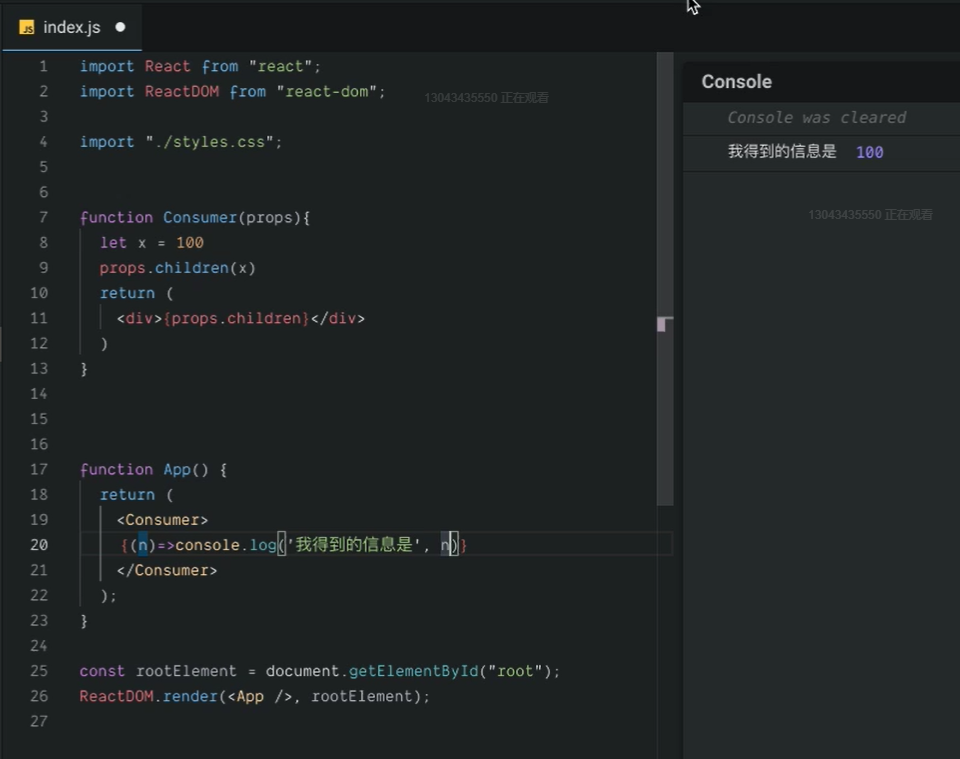 index.js
1 import React from "react";
2 import ReactDOM from "react-dom";
3
4 import "./styles.css";
5
6
7 function Consumer(props){
8 let x = 100
9 props.children(x)
10 return (
11 <div>{props.children}</div>
12 )
13 }
14
15
16
17 function App() {
18 return (
19 <Consumer>
20 {(n)=>console.log('我得到的信息是', n)}
21 </Consumer>
22 );
23 }
24
25 const rootElement = document.getElementById("root");
26 ReactDOM.render(<App />, rootElement);
27
13043435550 正在观看
Console
Console was cleared
我得到的信息是 100
13043435550 正在观看